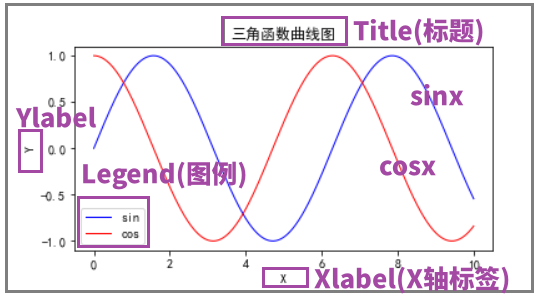 三角函数曲线图 Title(标题)
1.0
sinx
0.5
Ylabel
Y
0.0
cosx
Legend(图例)
-0.5
sin
cos
-1.0
0 2 4 6 8 10
X Xlabel(X轴标签)